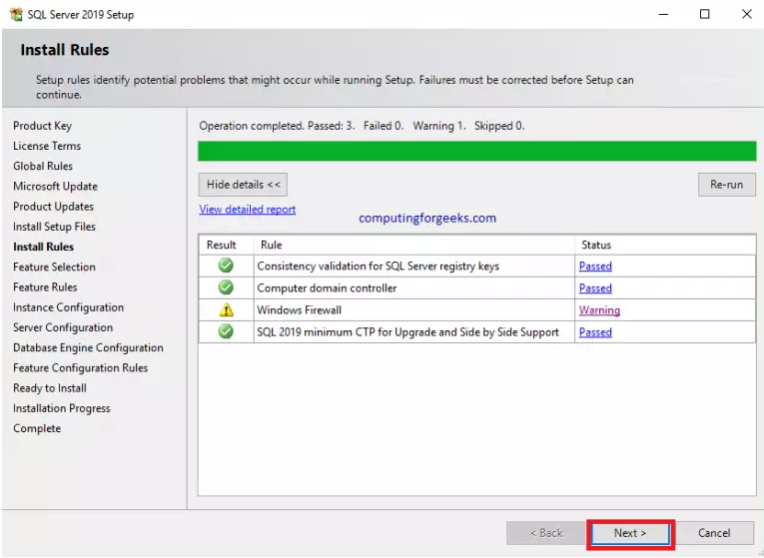 SQL Server 2019 Setup
Install Rules
Setup rules identify potential problems that might occur while running Setup. Failures must be corrected before Setup can
continue.
Product Key
License Terms
Global Rules
Microsoft Update
Product Updates
Install Setup Files
Install Rules
Feature Selection
Feature Rules
Instance Configuration
Server Configuration
Database Engine Configuration
Feature Configuration Rules
Ready to Install
Installation Progress
Complete
Operation completed. Passed: 3. Failed 0. Warning 1. Skipped 0.
Hide details << Re-run
View detailed report
computingforgeeks.com
Result Rule Status
Consistency validation for SQL Server registry keys Passed
Computer domain controller Passed
Windows Firewall Warning
SQL 2019 minimum CTP for Upgrade and Side by Side Support Passed
< Back Next > Cancel